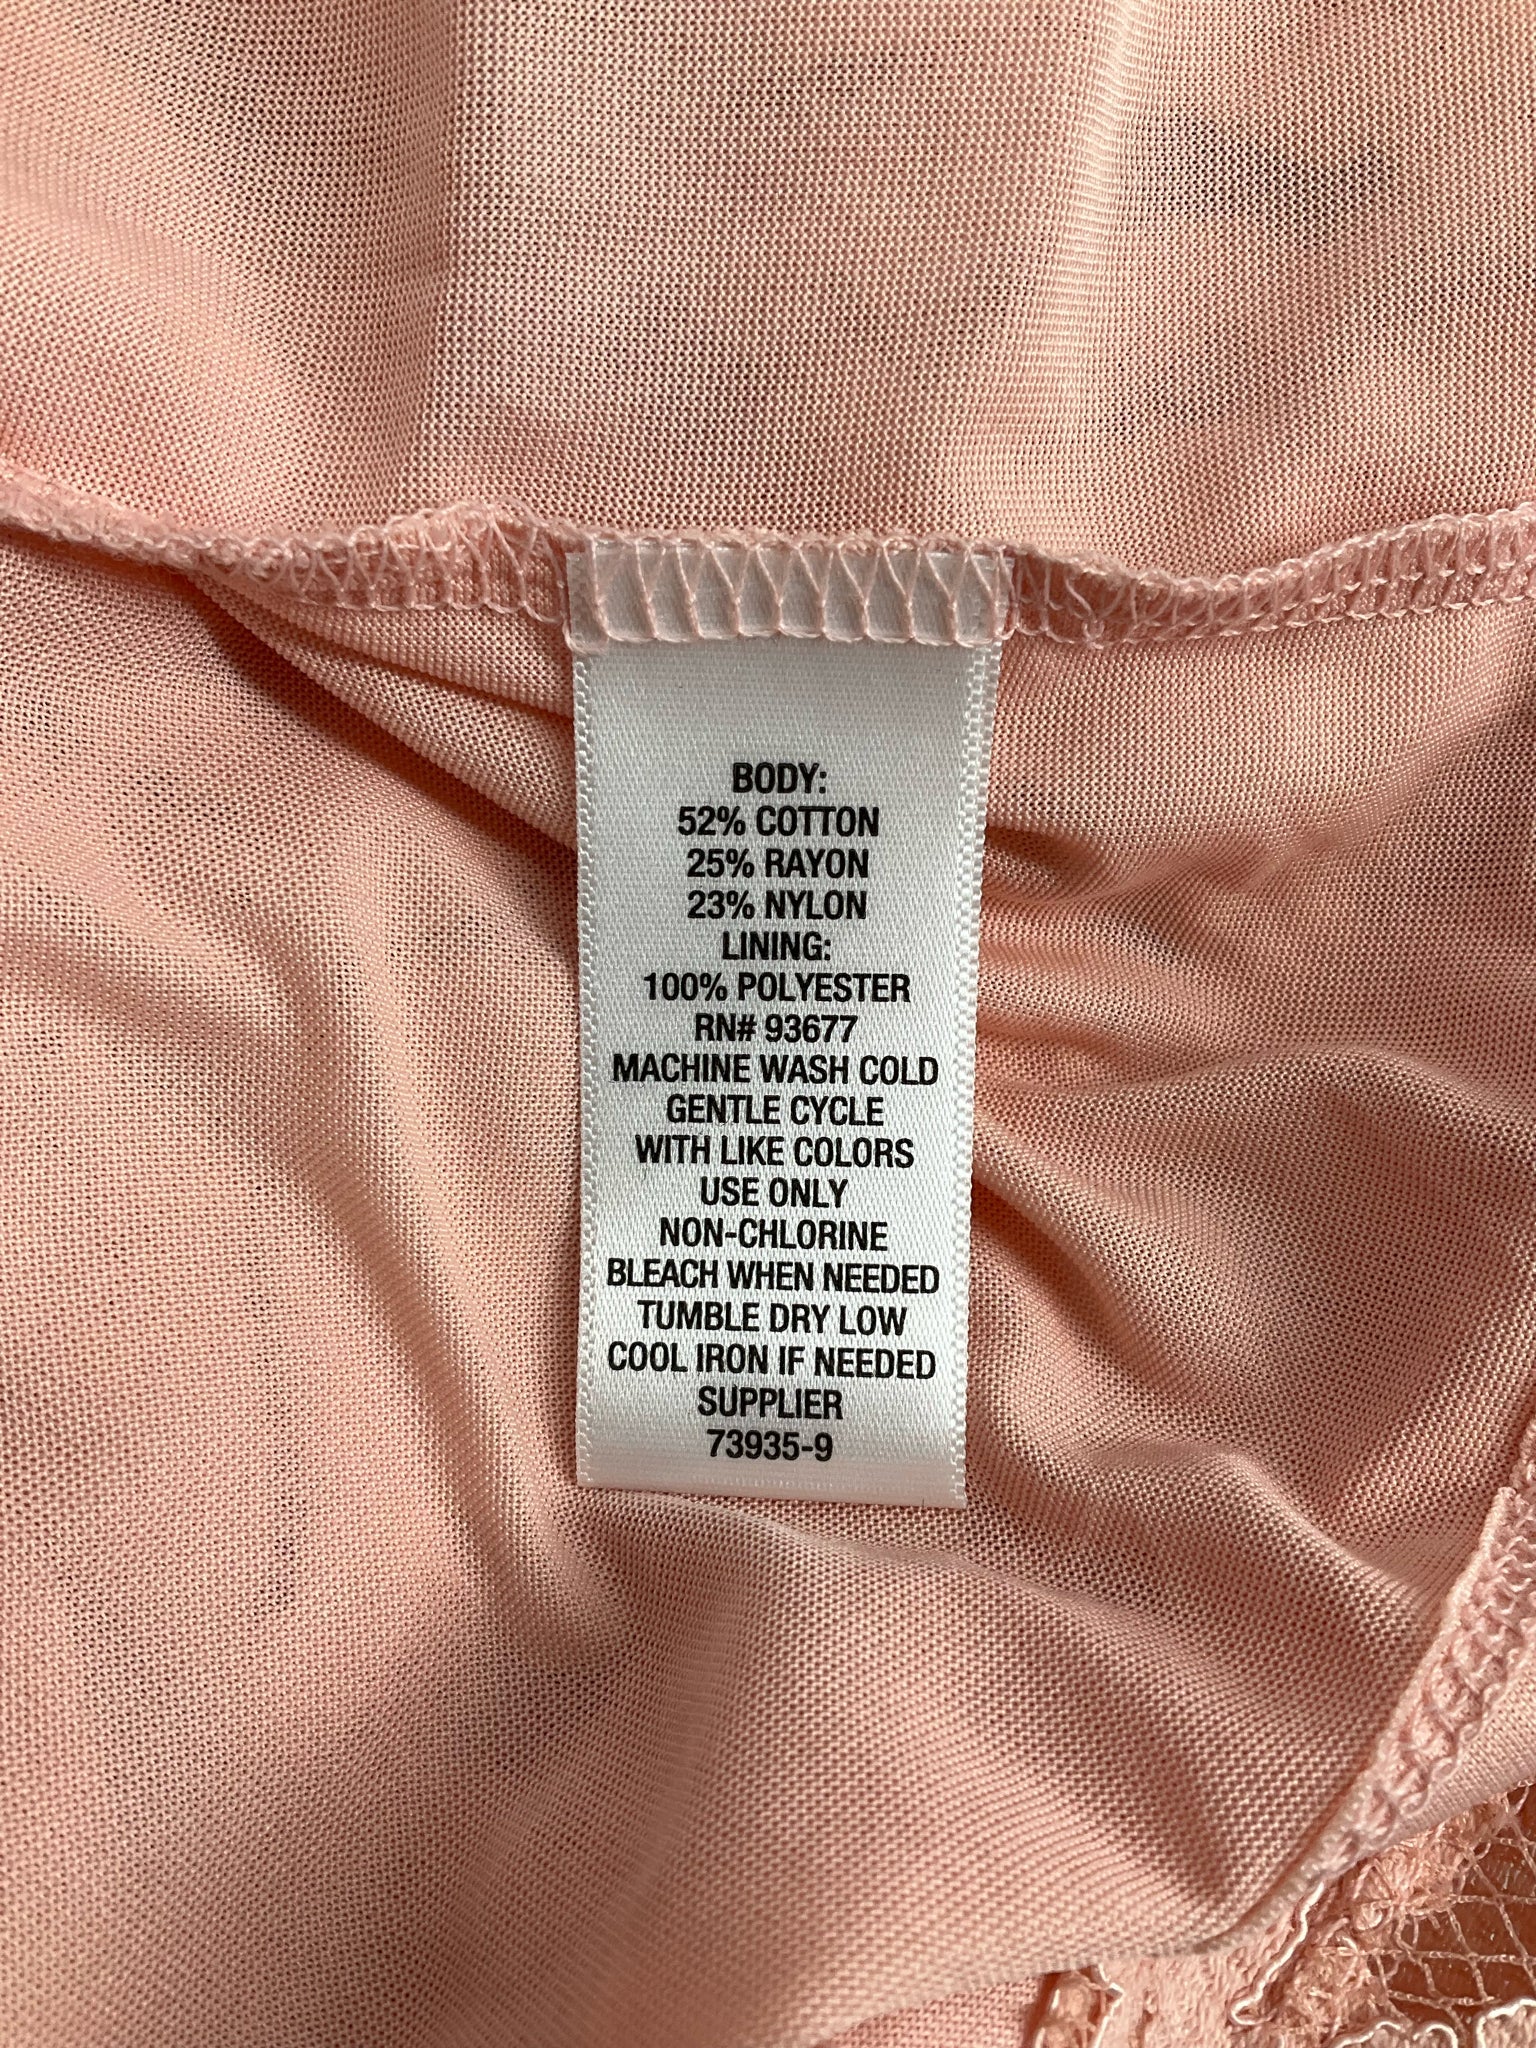 BODY:
52% COTTON
25% RAYON
23% NYLON
LINING:
100% POLYESTER
RN# 93677
MACHINE WASH COLD
GENTLE CYCLE
WITH LIKE COLORS
USE ONLY
NON-CHLORINE
BLEACH WHEN NEEDED
TUMBLE DRY LOW
COOL IRON IF NEEDED
SUPPLIER
73935-9